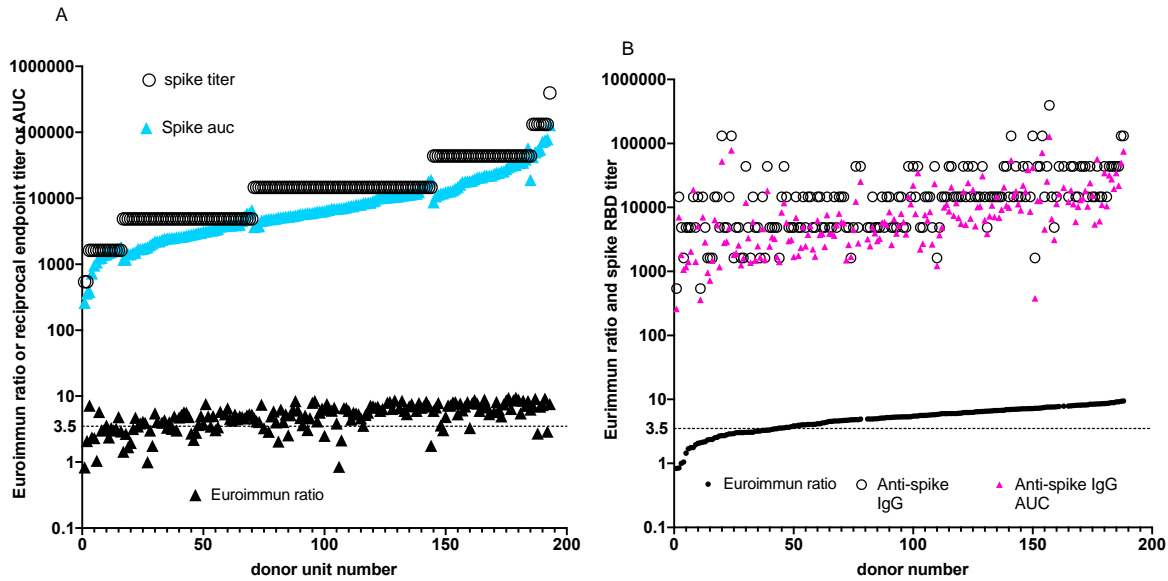 A
Euroimmun ratio or reciprocal endpoint titer or AUC
1000000
100000
10000
1000
100
10
3.5
1
0.1
spike titer
Spike auc
Euroimmun ratio
0
50
100
150
200
donor unit number
B
Eurimmun ratio and spike RBD titer
1000000
100000
10000
1000
100
10
3.5
1
0.1
Euroimmun ratio
Anti-spike
IgG
Anti-spike IgG
AUC
0
50
100
150
200
donor number